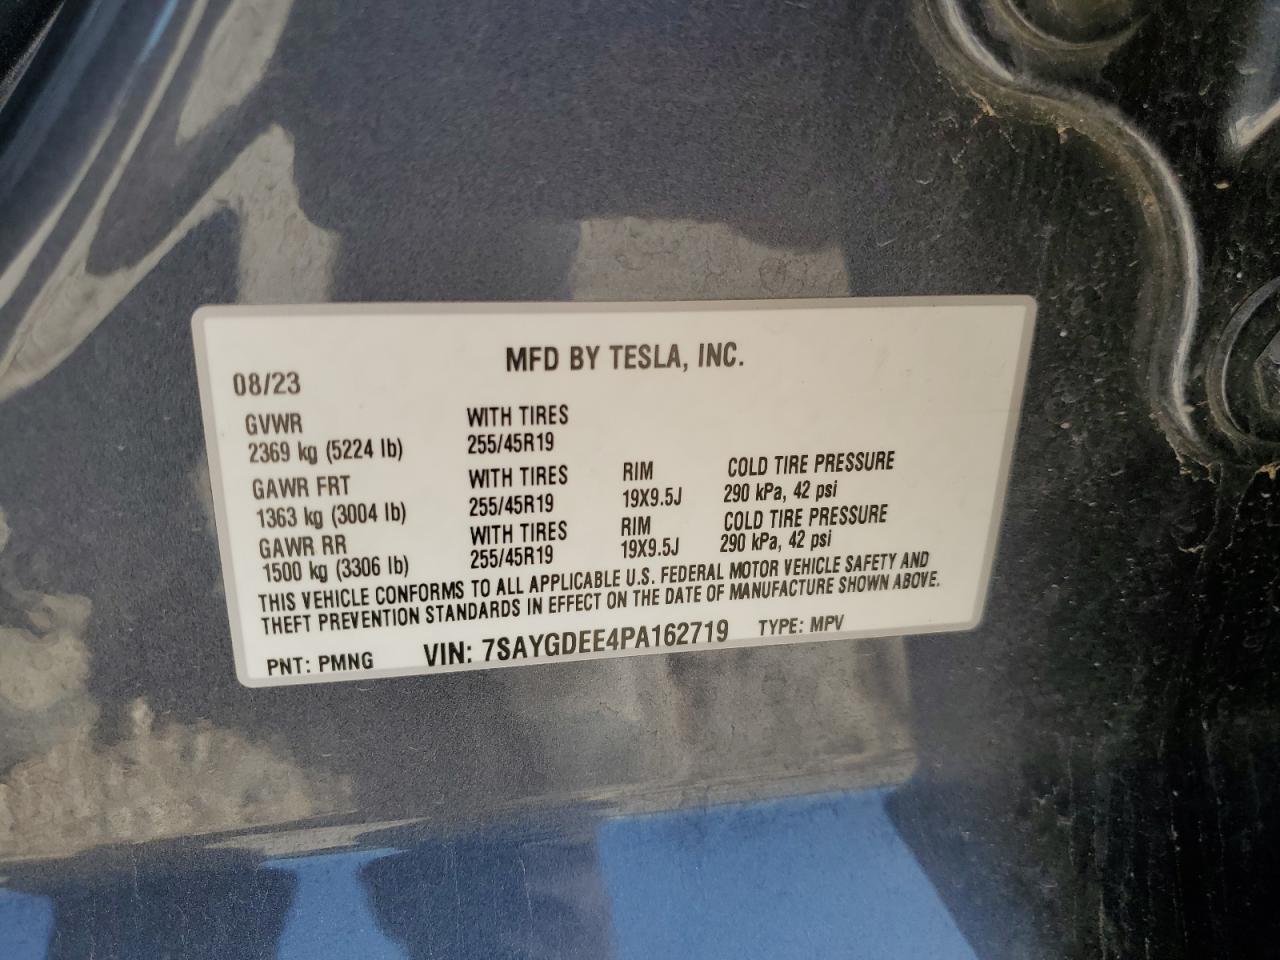 MFD BY TESLA, INC.
08/23
GVWR WITH TIRES
2369 kg (5224 lb) 255/45R19
GAWR FRT WITH TIRES RIM COLD TIRE PRESSURE
1363 kg (3004 lb) 255/45R19 19X9.5J 290 kPa, 42 psi
GAWR RR WITH TIRES RIM COLD TIRE PRESSURE
1500 kg (3306 lb) 255/45R19 19X9.5J 290 kPa, 42 psi
THIS VEHICLE CONFORMS TO ALL APPLICABLE U.S. FEDERAL MOTOR VEHICLE SAFETY AND
THEFT PREVENTION STANDARDS IN EFFECT ON THE DATE OF MANUFACTURE SHOWN ABOVE.
PNT: PMNG VIN: 7SAYGDEE4PA162719 TYPE: MPV